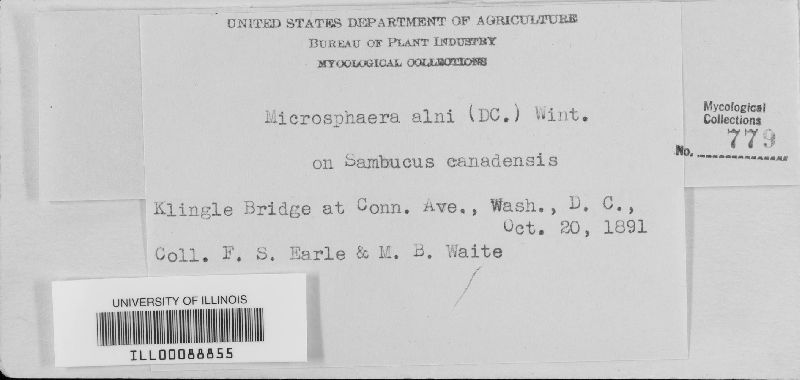 UNITED STATES DEPARTMENT OF AGRICULTURE
BUREAU OF PLANT INDUSTRY
MYCOLOGICAL COLLECTIONS
Microsphaera alni (DC.) Wint.
on Sambucus canadensis
Klingle Bridge at Conn. Ave., Wash., D. C.,
Oct. 20, 1891
Coll. F. S. Earle & M. B. Waite
Mycological
Collections
No. 779
UNIVERSITY OF ILLINOIS
ILL00088855